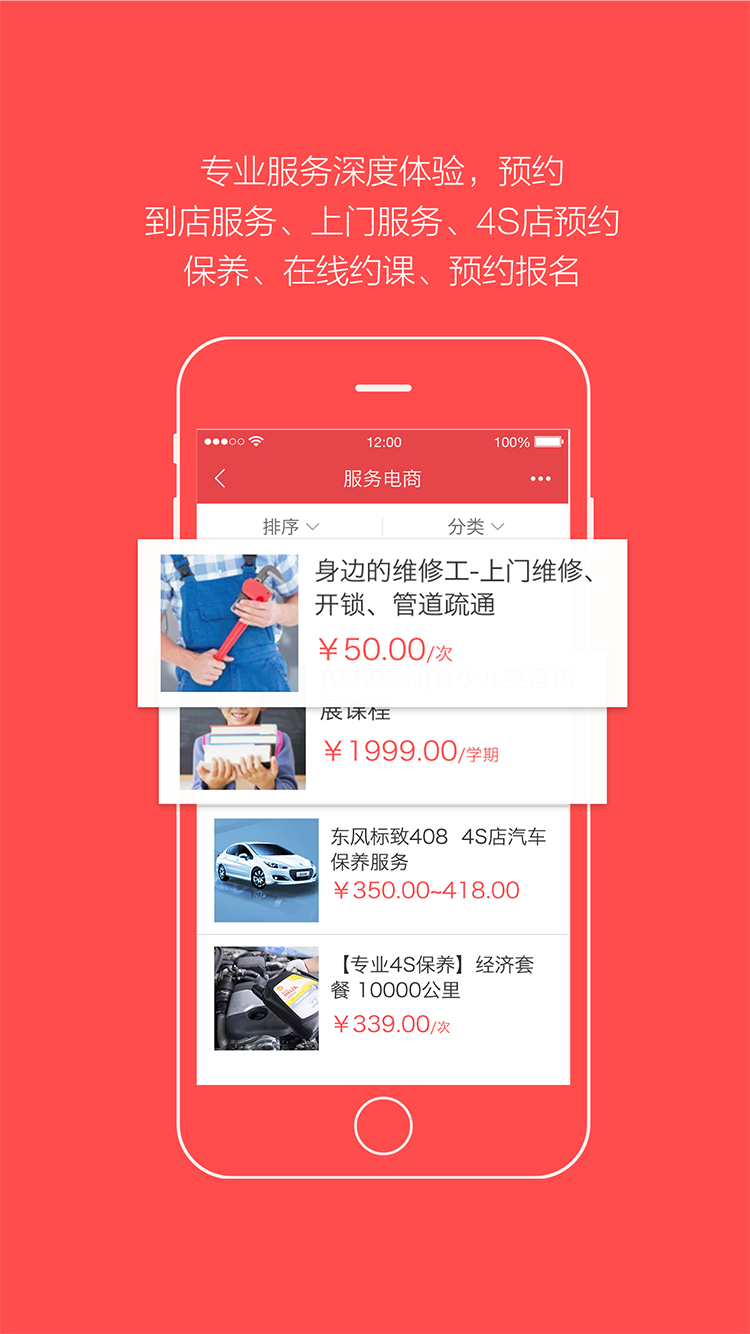 专业服务深度体验，预约
到店服务、上门服务、4S店预约
保养、在线约课、预约报名
12:00
100%
服务电商
排序
分类
身边的维修工-上门维修、
开锁、管道疏通
￥50.00/次
展课程
￥1999.00/学期
东风标致408 4S店汽车
保养服务
￥350.00~418.00
【专业4S保养】经济套
餐 10000公里
￥339.00/次